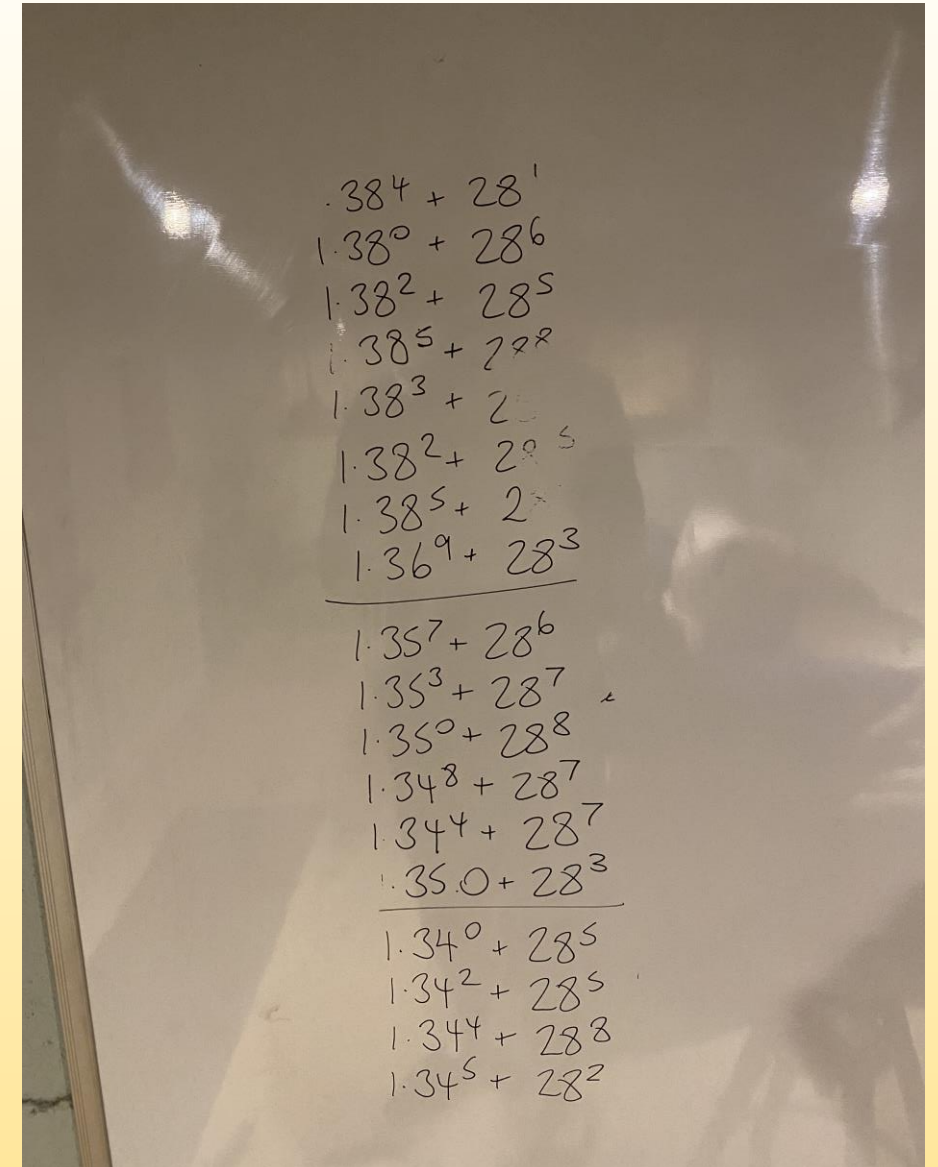 .38⁴ + 28¹
1.38⁰ + 28⁶
1.38² + 28⁵
1.38⁵ +
1.38³ +
1.38² +
1.38⁵ +
1.36⁹ + 28³
1.35⁷ + 28⁶
1.35³ + 28⁷
1.35⁰ + 28⁸
1.34⁸ + 28⁷
1.34⁴ + 28⁷
1.35.0 + 28³
1.34⁰ + 28⁵
1.34² + 28⁵
1.34⁴ + 28⁸
1.34⁵ + 28²